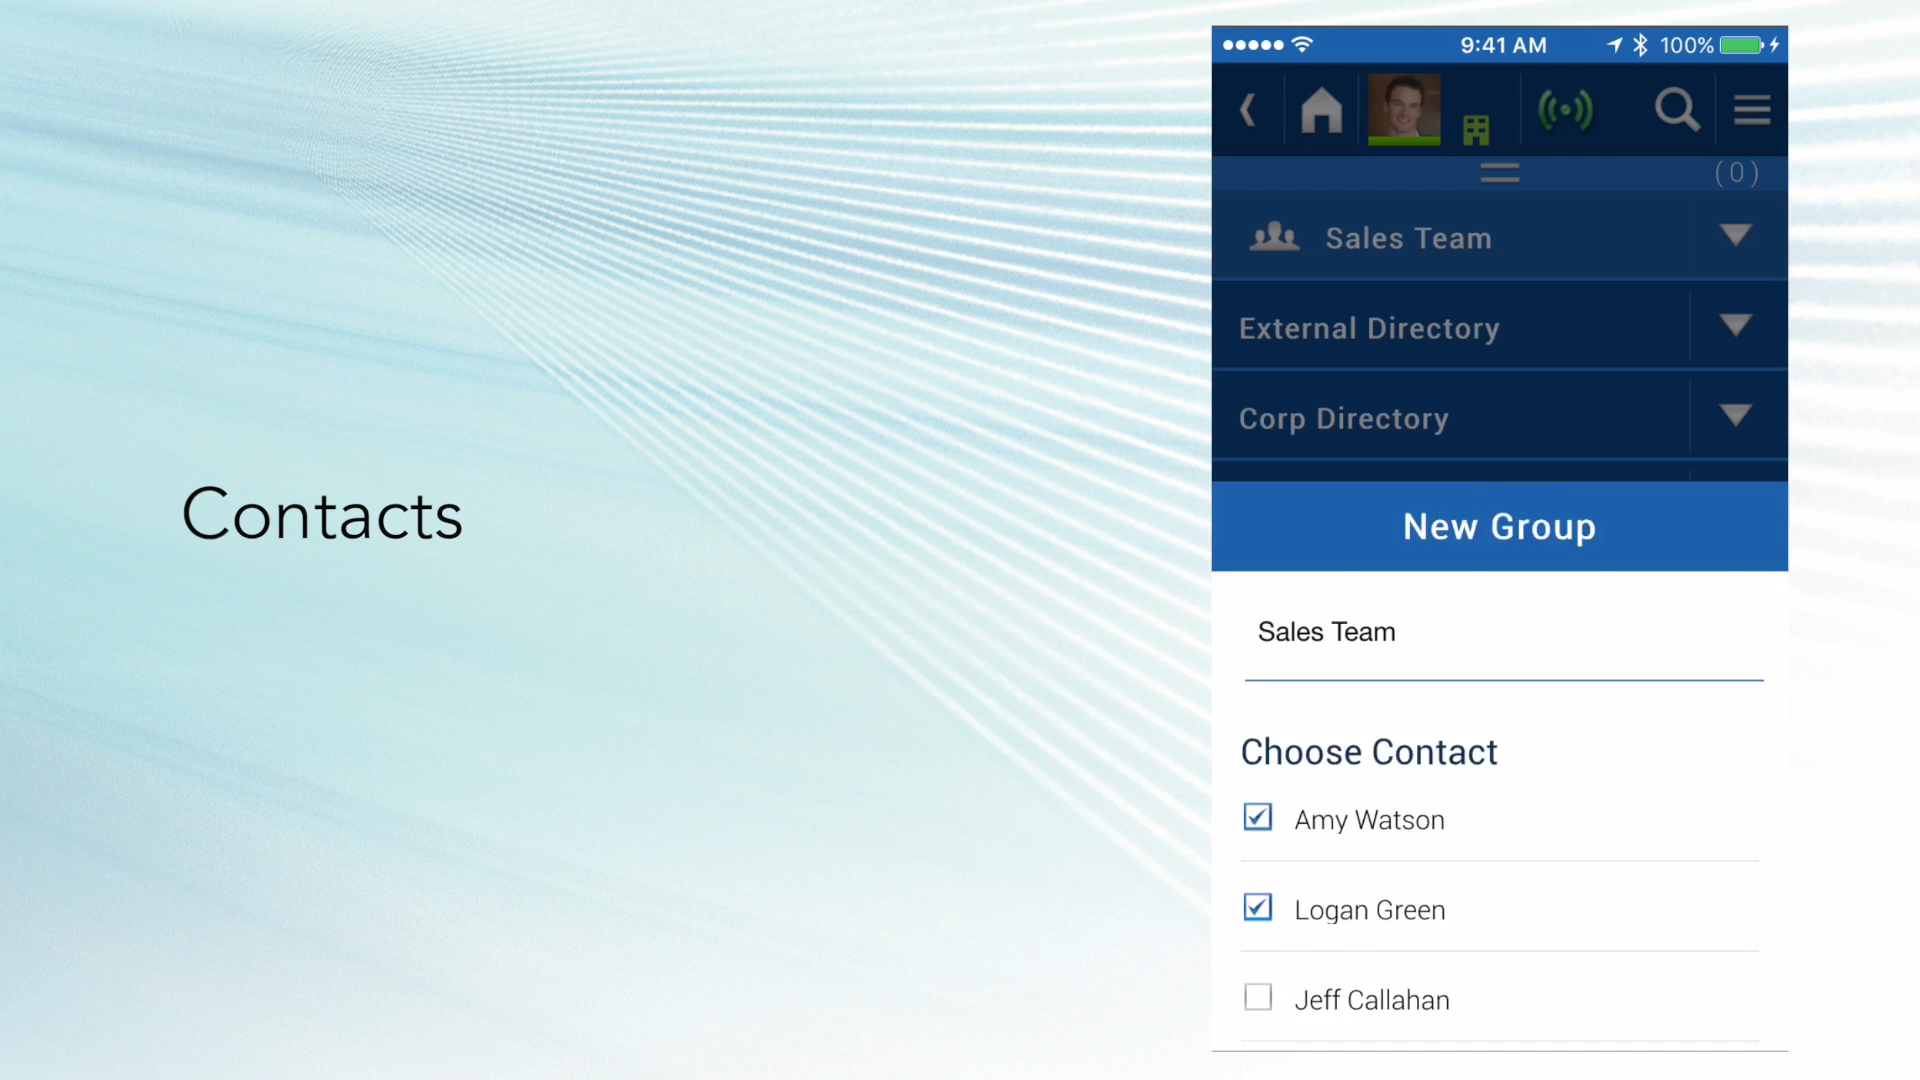 Contacts
9:41 AM
100%
(0)
Sales Team
External Directory
Corp Directory
New Group
Sales Team
Choose Contact
Amy Watson
Logan Green
Jeff Callahan